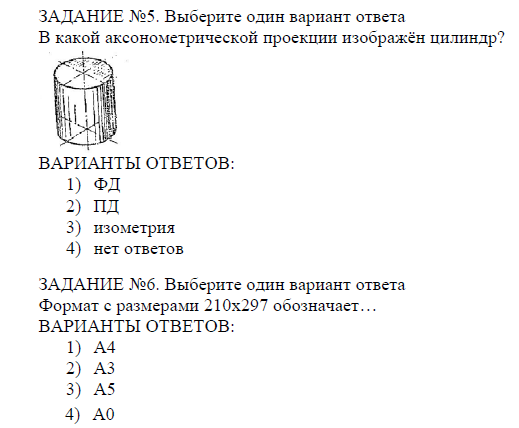 ЗАДАНИЕ №5. Выберите один вариант ответа
В какой аксонометрической проекции изображён цилиндр?
ВАРИАНТЫ ОТВЕТОВ:
1) ФД
2) ПД
3) изометрия
4) нет ответов
ЗАДАНИЕ №6. Выберите один вариант ответа
Формат с размерами 210х297 обозначает…
ВАРИАНТЫ ОТВЕТОВ:
1) А4
2) А3
3) А5
4) А0